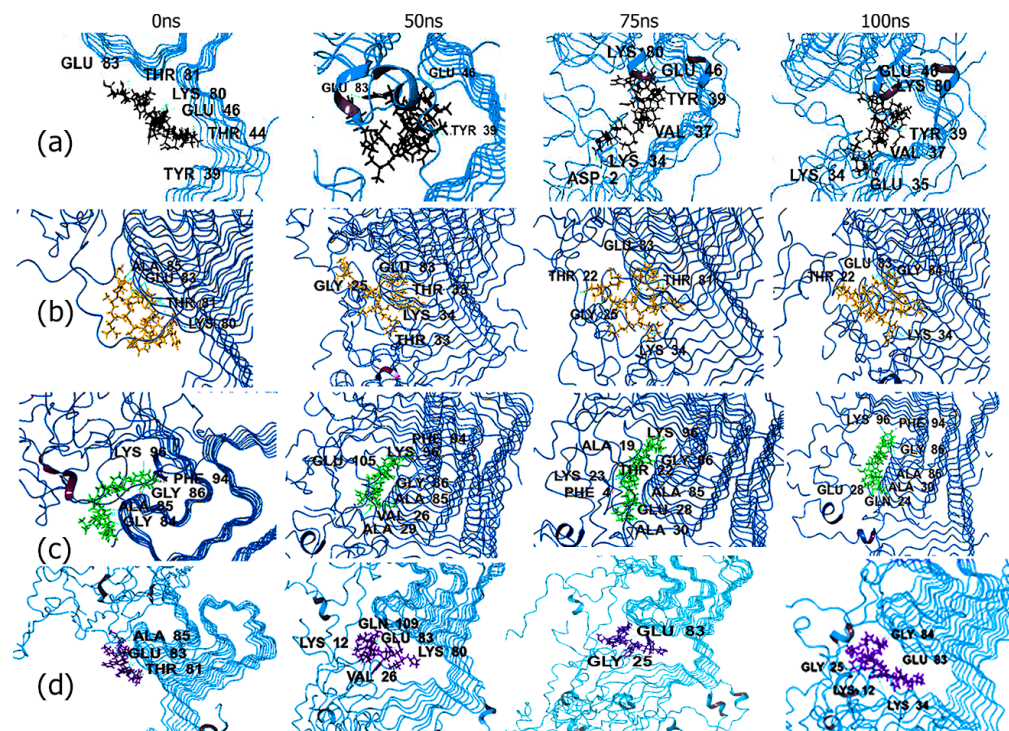 0ns 50ns 75ns 100ns
(a)
GLU 83
THR 81
LYS 80
GLU 46
THR 44
TYR 39
GLU 46
GLU 83
TYR 39
LYS 80
GLU 46
TYR 39
VAL 37
LYS 34
ASP 2
GLU 46
LYS 80
TYR 39
VAL 37
LYS 34
GLU 35
(b)
ALA 85
GLU 83
THR 81
LYS 80
GLU 83
GLY 25
THR 33
LYS 34
THR 33
GLU 83
THR 22
THR 81
GLY 25
LYS 34
GLU 83
GLY 84
THR 22
LYS 34
(c)
LYS 96
PHE 94
GLY 86
ALA 85
GLY 84
PHE 94
LYS 96
GLU 105
GLY 86
ALA 85
VAL 26
ALA 29
LYS 96
ALA 19
GLY 86
THR 22
LYS 23
PHE 4
ALA 85
GLU 28
ALA 30
LYS 96
PHE 94
GLY 86
ALA 86
ALA 30
GLU 28
GLN 24
(d)
ALA 85
GLU 83
THR 81
GLN 109
LYS 12
GLU 83
LYS 80
VAL 26
GLU 83
GLY 25
GLY 84
GLY 25
GLU 83
LYS 12
LYS 34